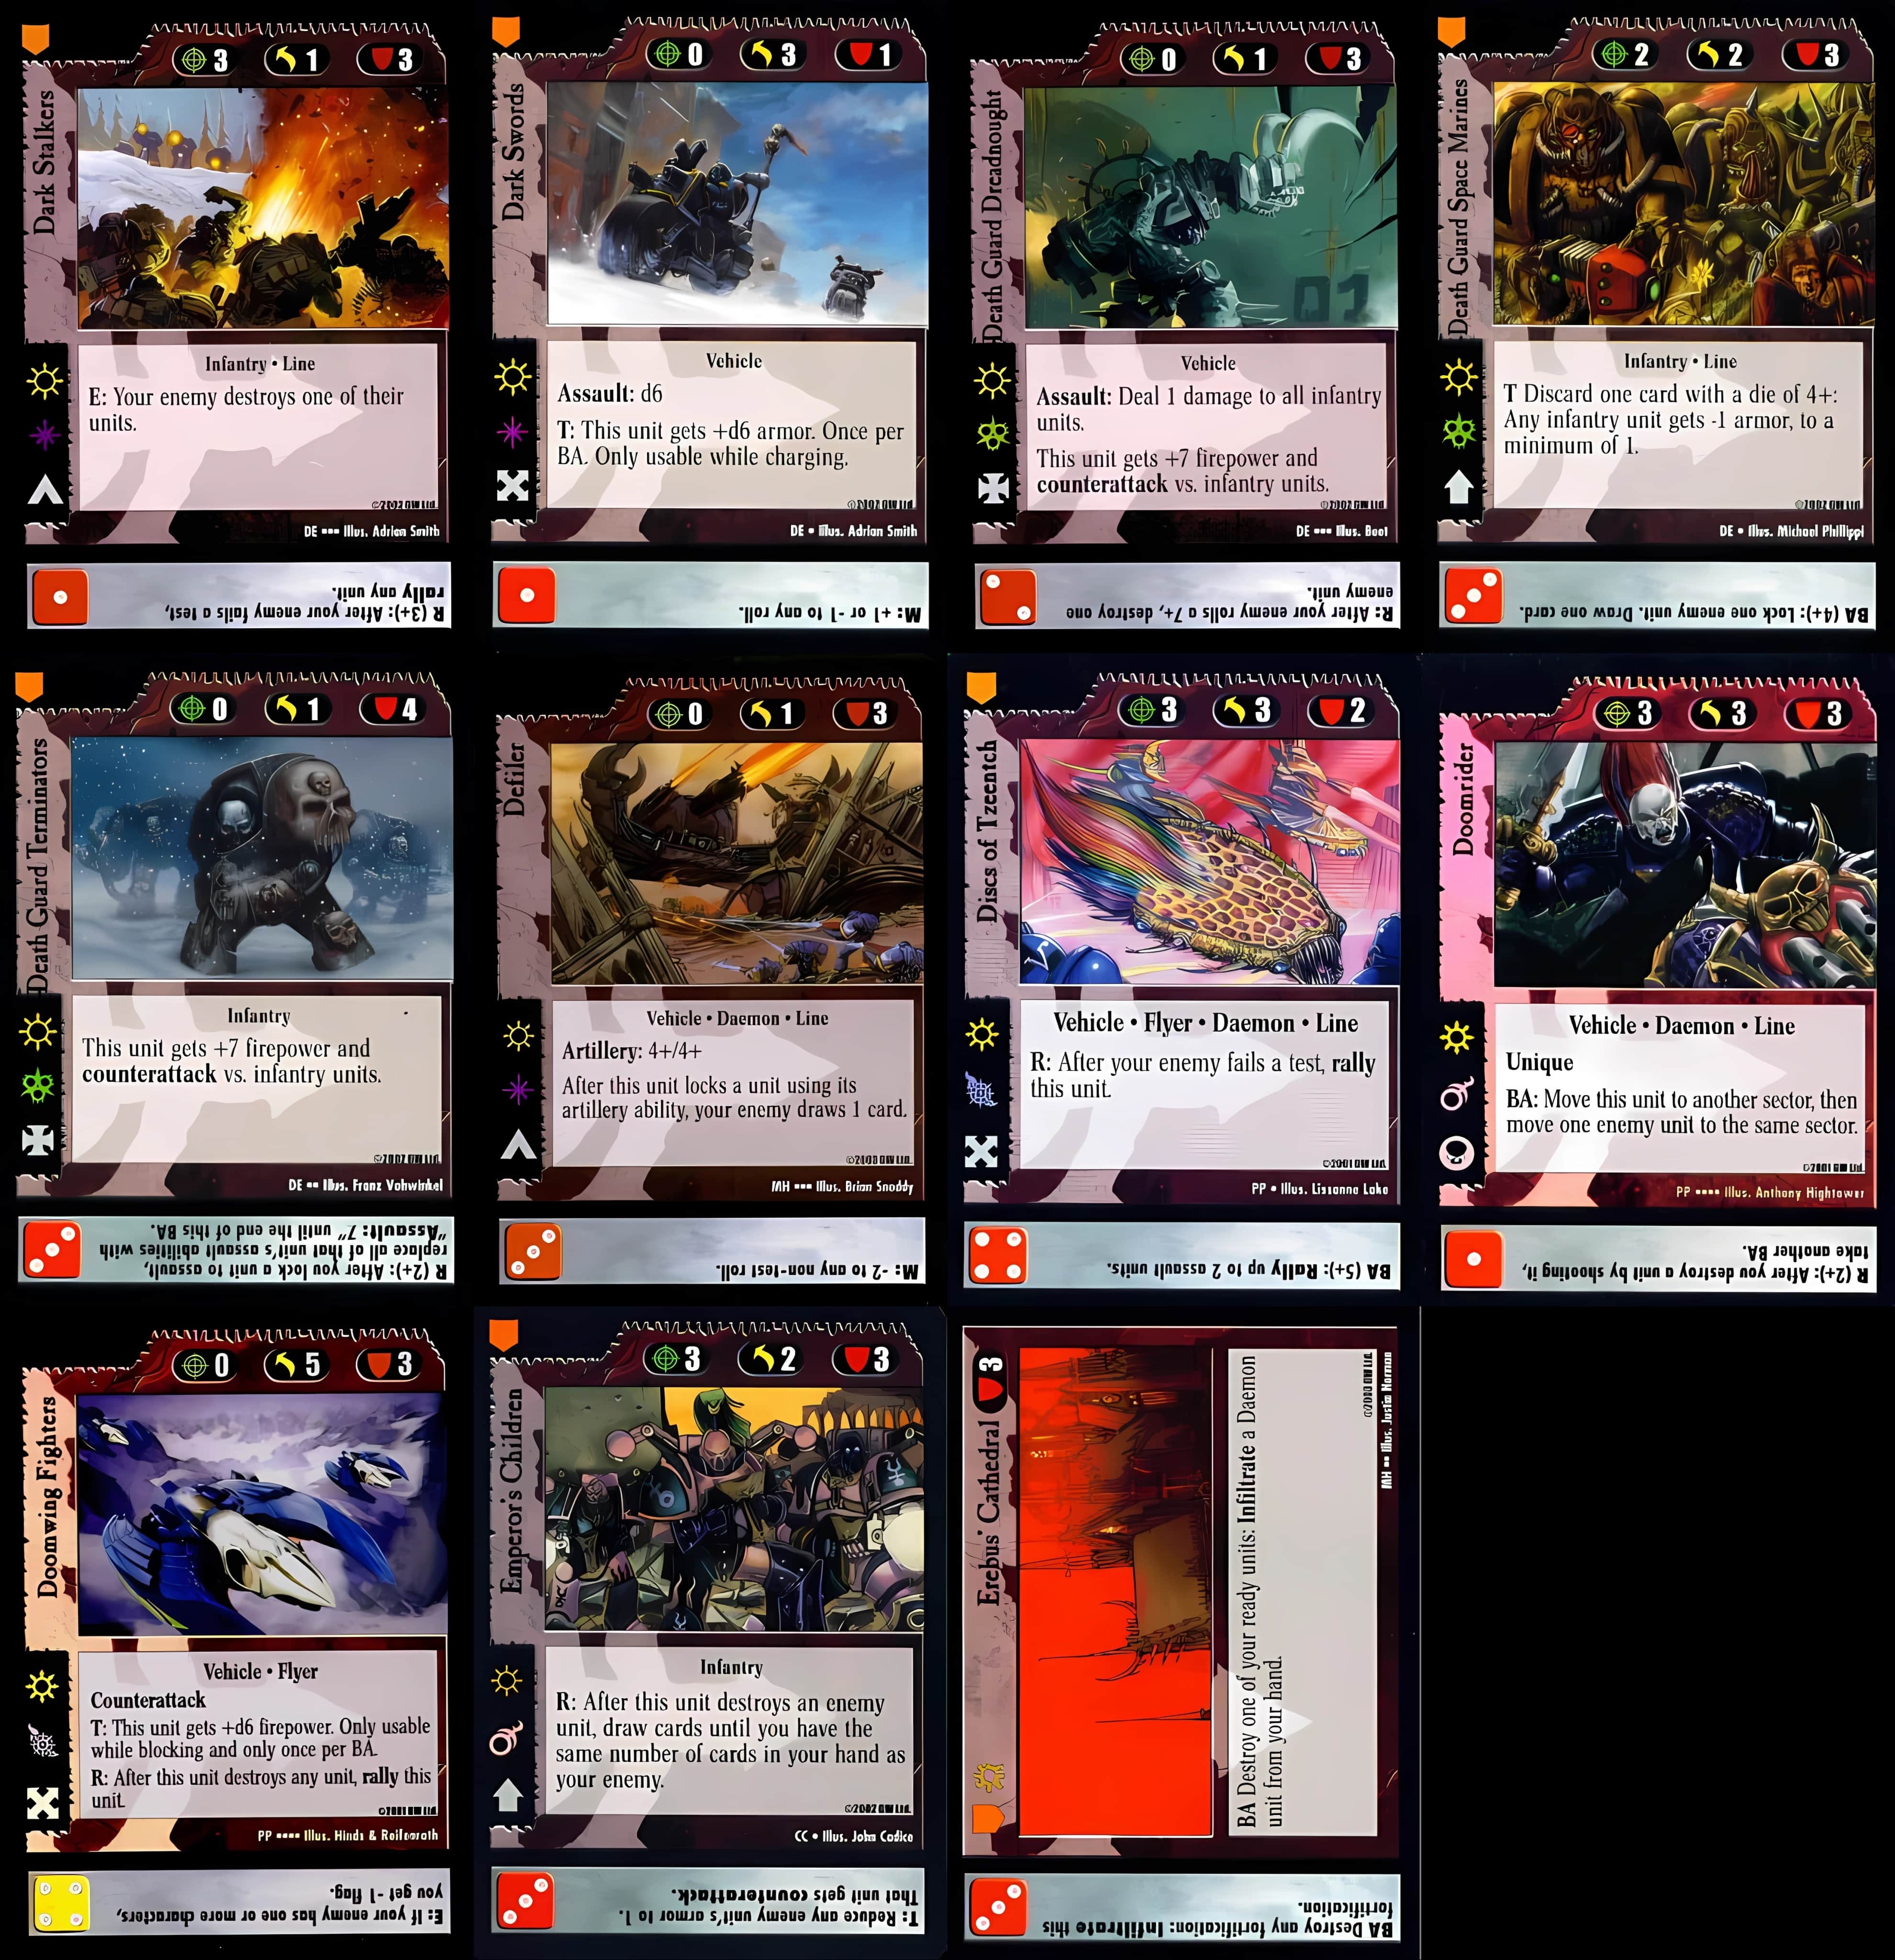 3 1 3
Dark Stalkers
Infantry • Line
E: Your enemy destroys one of their
units.
DE ▪▪▪ Illus. Adrian Smith
R (3+): After your enemy fails a test,
rally any unit.
0 3 1
Dark Swords
Vehicle
Assault: d6
T: This unit gets +d6 armor. Once per
BA. Only usable while charging.
DE ▪ Illus. Adrian Smith
M: +1 or -1 to any roll.
0 1 3
Death Guard Dreadnought
01
Vehicle
Assault: Deal 1 damage to all infantry
units.
This unit gets +7 firepower and
counterattack vs. infantry units.
DE ▪▪▪ Illus. Boot
R: After your enemy rolls a 7+, destroy one
enemy unit.
2 2 3
Death Guard Space Marines
Infantry • Line
T Discard one card with a die of 4+:
Any infantry unit gets -1 armor, to a
minimum of 1.
DE ▪ Illus. Michael Phillippi
BA (4+): Lock one enemy unit. Draw one card.
0 1 4
Death Guard Terminators
Infantry
This unit gets +7 firepower and
counterattack vs. infantry units.
DE ▪▪ Illus. Franz Vohwinkel
R (2+): After you lock a unit to assault,
replace all of that unit's assault abilities with
"Assault: 7" until the end of this BA.
0 1 3
Defiler
Vehicle • Daemon • Line
Artillery: 4+/4+
After this unit locks a unit using its
artillery ability, your enemy draws 1 card.
MH ▪▪▪ Illus. Brian Snoddy
M: -2 to any non-test roll.
3 3 2
Discs of Tzeentch
Vehicle • Flyer • Daemon • Line
R: After your enemy fails a test, rally
this unit.
PP ▪ Illus. Lissanne Lake
BA (5+): Rally up to 2 assault units.
3 3 3
Doomrider
Vehicle • Daemon • Line
Unique
BA: Move this unit to another sector, then
move one enemy unit to the same sector.
PP ▪▪▪▪ Illus. Anthony Hightower
R (2+): After you destroy a unit by shooting it,
take another BA.
0 5 3
Doomwing Fighters
Vehicle • Flyer
Counterattack
T: This unit gets +d6 firepower. Only usable
while blocking and only once per BA.
R: After this unit destroys any unit, rally this
unit.
PP ▪▪▪▪ Illus. Hinds &
E: If your enemy has one or more characters,
you get -1 flag.
3 2 3
Emperor's Children
Infantry
R: After this unit destroys an enemy
unit, draw cards until you have the
same number of cards in your hand as
your enemy.
©2002 GW Ltd.
CC ▪ Illus. John
T: Reduce any enemy unit's armor to 1.
That unit gets counterattack.
3
Erebus' Cathedral
BA Destroy one of your ready units: Infiltrate a Daemon
unit from your hand.
MH ▪▪ Illus. Justin Norman
BA Destroy any fortification: Infiltrate this
fortification.